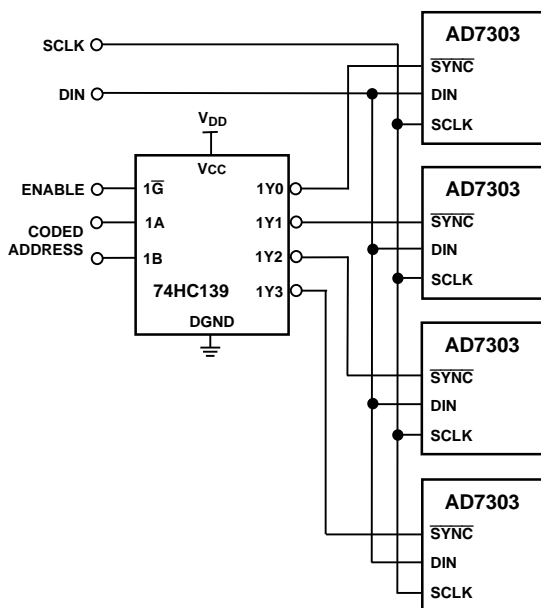 SCLK
DIN
VDD
VCC
ENABLE
CODED
ADDRESS
1G
1A
1B
1Y0
1Y1
1Y2
1Y3
74HC139
DGND
AD7303
SYNC
DIN
SCLK
AD7303
SYNC
DIN
SCLK
AD7303
SYNC
DIN
SCLK
AD7303
SYNC
DIN
SCLK